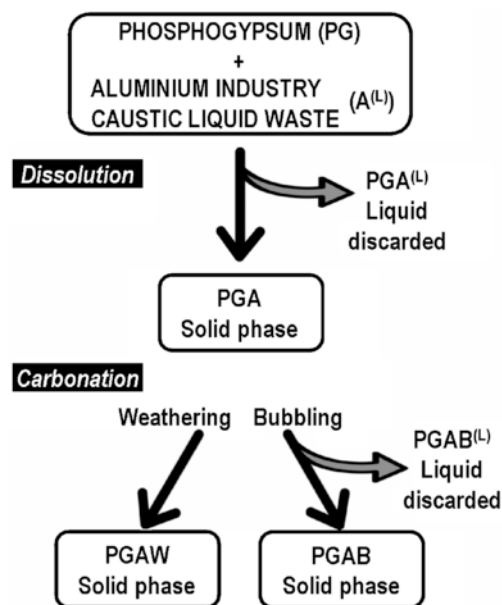 PHOSPHOGYPSUM (PG)
+
ALUMINIUM INDUSTRY
CAUSTIC LIQUID WASTE
(A(L))
Dissolution
PGA(L)
Liquid
discarded
PGA
Solid phase
Carbonation
Weathering
Bubbling
PGAB(L)
Liquid
discarded
PGAW
Solid phase
PGAB
Solid phase